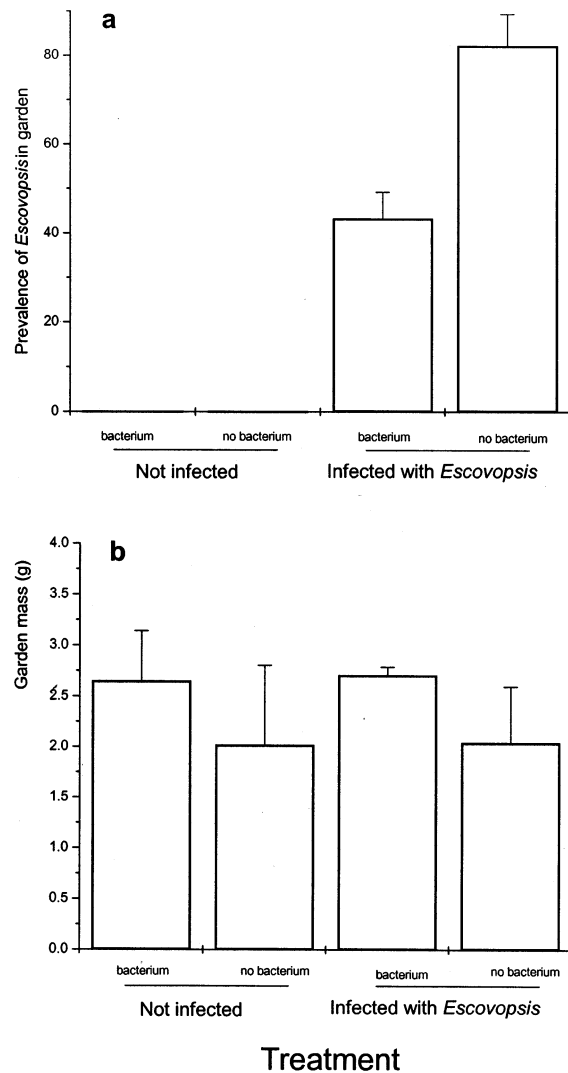 a
Prevalence of Escovopsis in garden
80
60
40
20
0
bacterium no bacterium bacterium no bacterium
Not infected Infected with Escovopsis
b
Garden mass (g)
4.0
3.5
3.0
2.5
2.0
1.5
1.0
0.5
0.0
bacterium no bacterium bacterium no bacterium
Not infected Infected with Escovopsis
Treatment